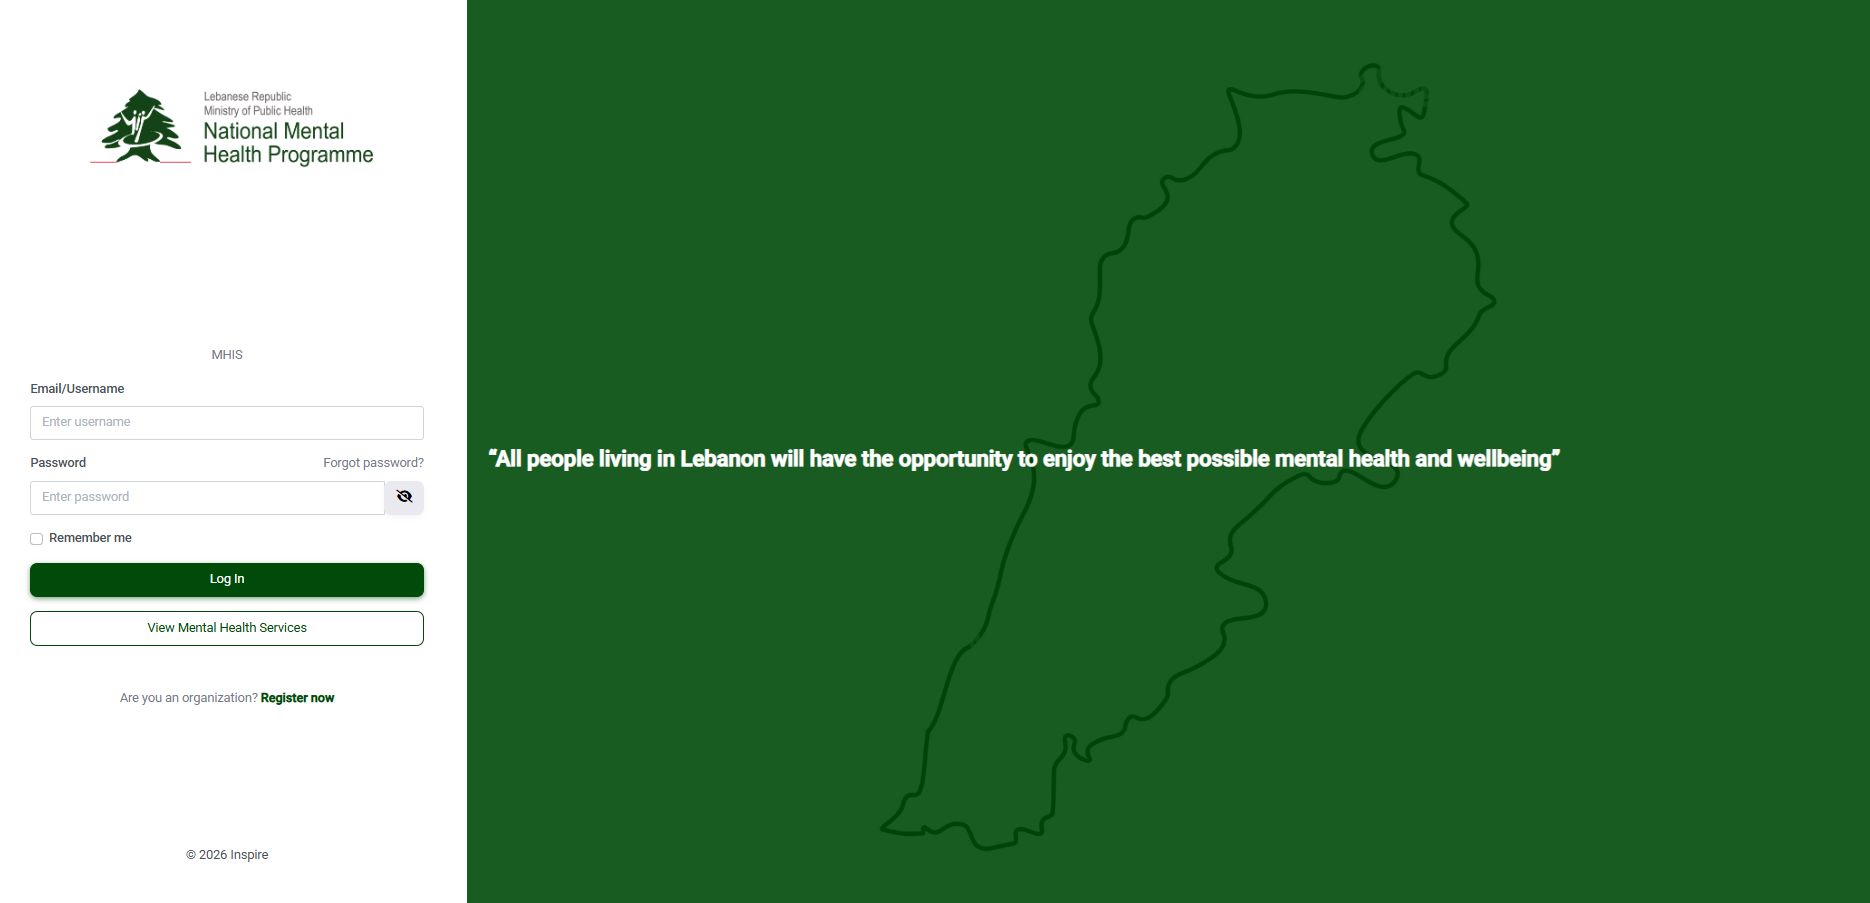 Lebanese Republic
Ministry of Public Health
National Mental
Health Programme
MHIS
Email/Username
Enter username
Password
Forgot password?
Enter password
Remember me
Log In
View Mental Health Services
Are you an organization? Register now
© 2026 Inspire
“All people living in Lebanon will have the opportunity to enjoy the best possible mental health and wellbeing”